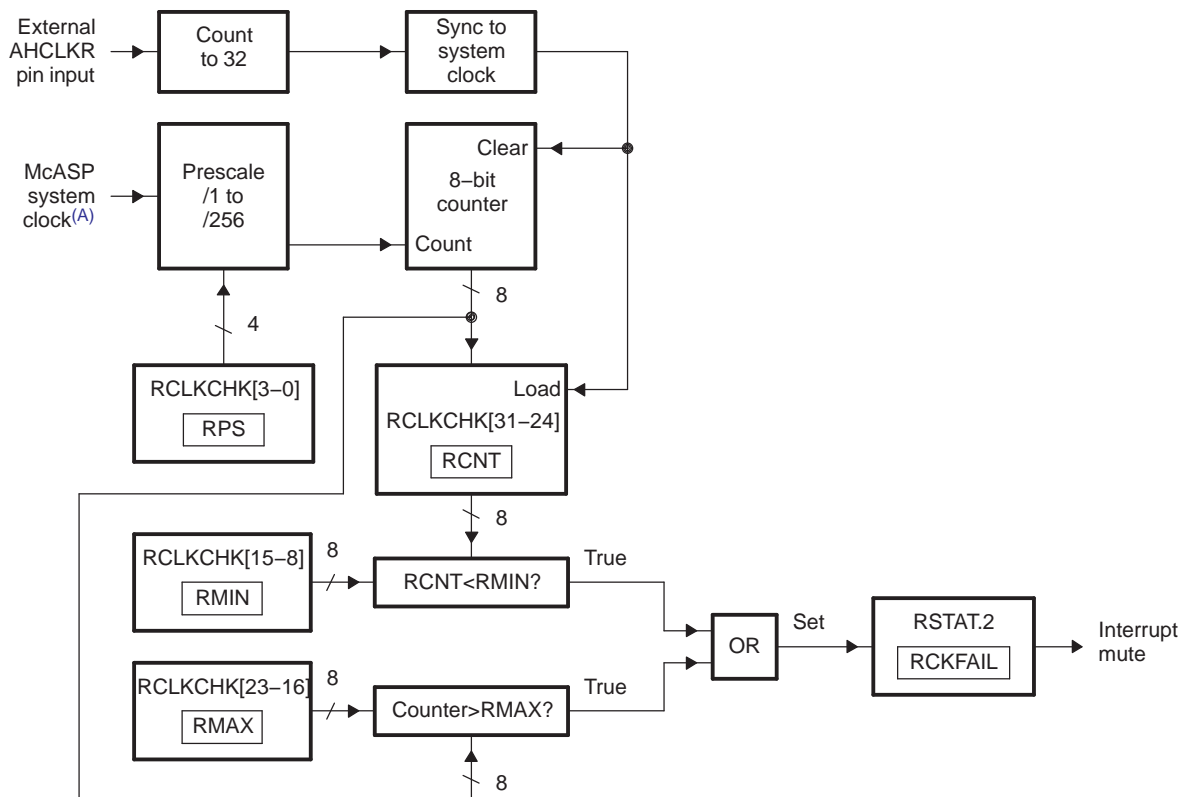 External
AHCLKR
pin input
Count
to 32
Sync to
system
clock
McASP
system
clock(A)
Prescale
/1 to
/256
Clear
8–bit
counter
Count
8
4
RCLKCHK[3–0]
RPS
Load
RCLKCHK[31–24]
RCNT
8
RCLKCHK[15–8]
RMIN
8
RCNT<RMIN?
True
RCLKCHK[23–16]
RMAX
8
Counter>RMAX?
True
8
OR
Set
RSTAT.2
RCKFAIL
Interrupt
mute